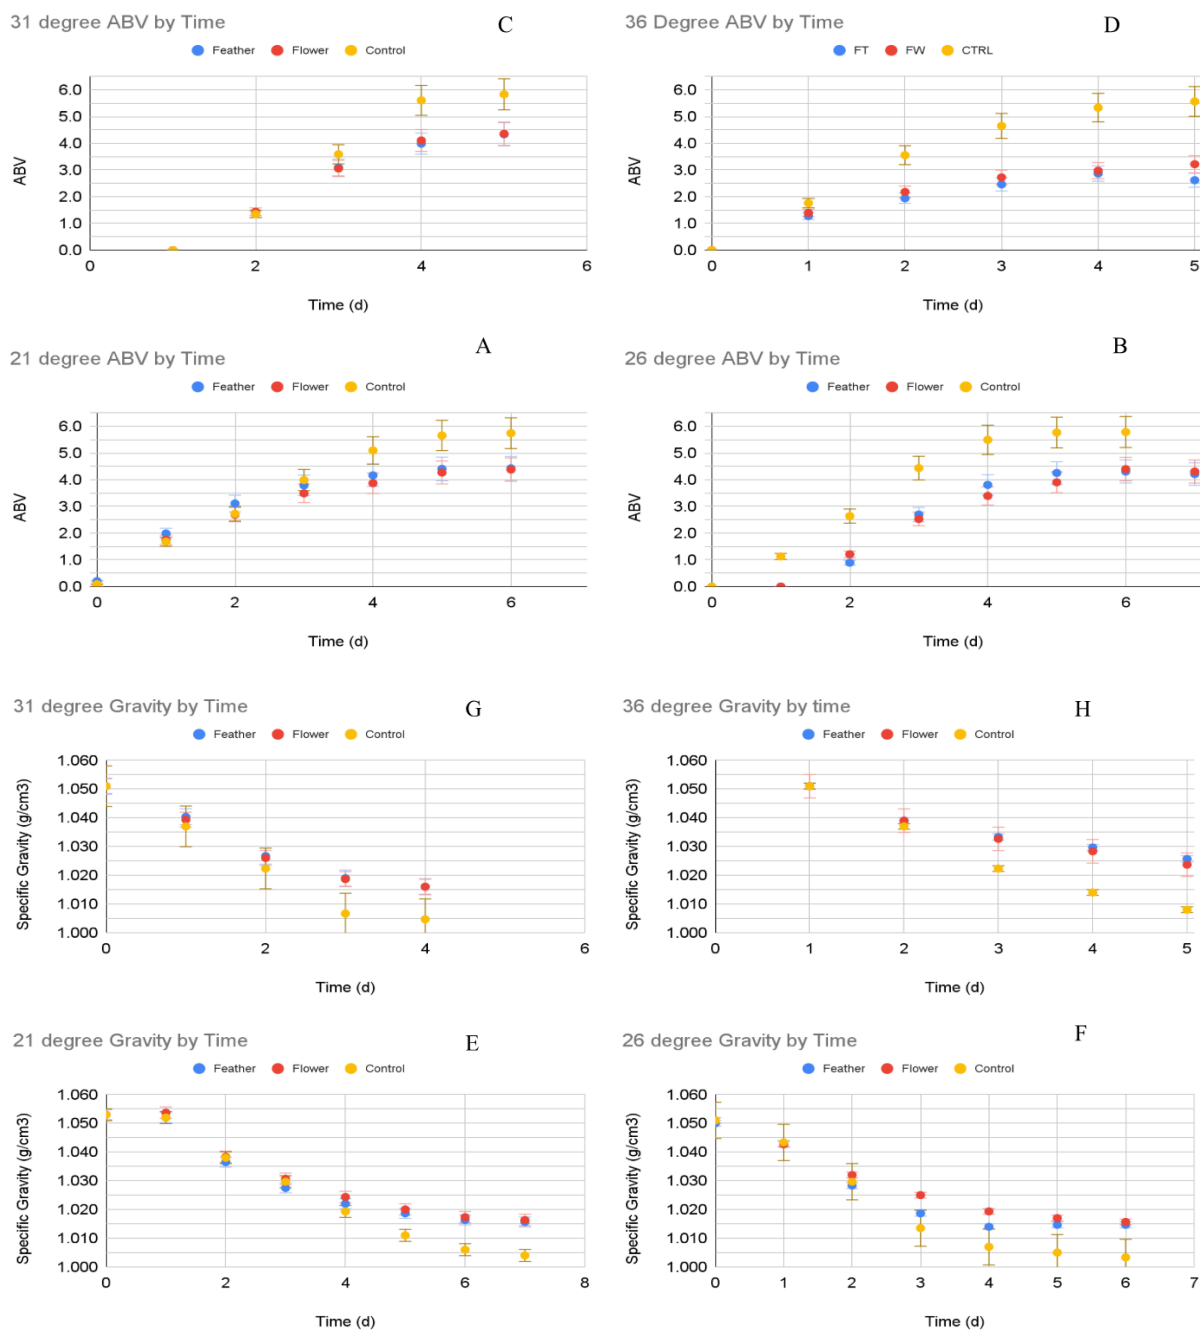 31 degree ABV by Time
C
Feather Flower Control
6.0
5.0
4.0
3.0
2.0
1.0
0.0
ABV
0 2 4 6
Time (d)
36 Degree ABV by Time
D
FT FW CTRL
6.0
5.0
4.0
3.0
2.0
1.0
0.0
ABV
0 1 2 3 4 5
Time (d)
21 degree ABV by Time
A
Feather Flower Control
6.0
5.0
4.0
3.0
2.0
1.0
0.0
ABV
0 2 4 6
Time (d)
26 degree ABV by Time
B
Feather Flower Control
6.0
5.0
4.0
3.0
2.0
1.0
0.0
ABV
0 2 4 6
Time (d)
31 degree Gravity by Time
G
Feather Flower Control
1.060
1.050
1.040
1.030
1.020
1.010
1.000
Specific Gravity (g/cm3)
0 2 4 6
Time (d)
36 degree Gravity by time
H
Feather Flower Control
1.060
1.050
1.040
1.030
1.020
1.010
1.000
Specific Gravity (g/cm3)
0 1 2 3 4 5
Time (d)
21 degree Gravity by Time
E
Feather Flower Control
1.060
1.050
1.040
1.030
1.020
1.010
1.000
Specific Gravity (g/cm3)
0 2 4 6 8
Time (d)
26 degree Gravity by Time
F
Feather Flower Control
1.060
1.050
1.040
1.030
1.020
1.010
1.000
Specific Gravity (g/cm3)
0 1 2 3 4 5 6 7
Time (d)